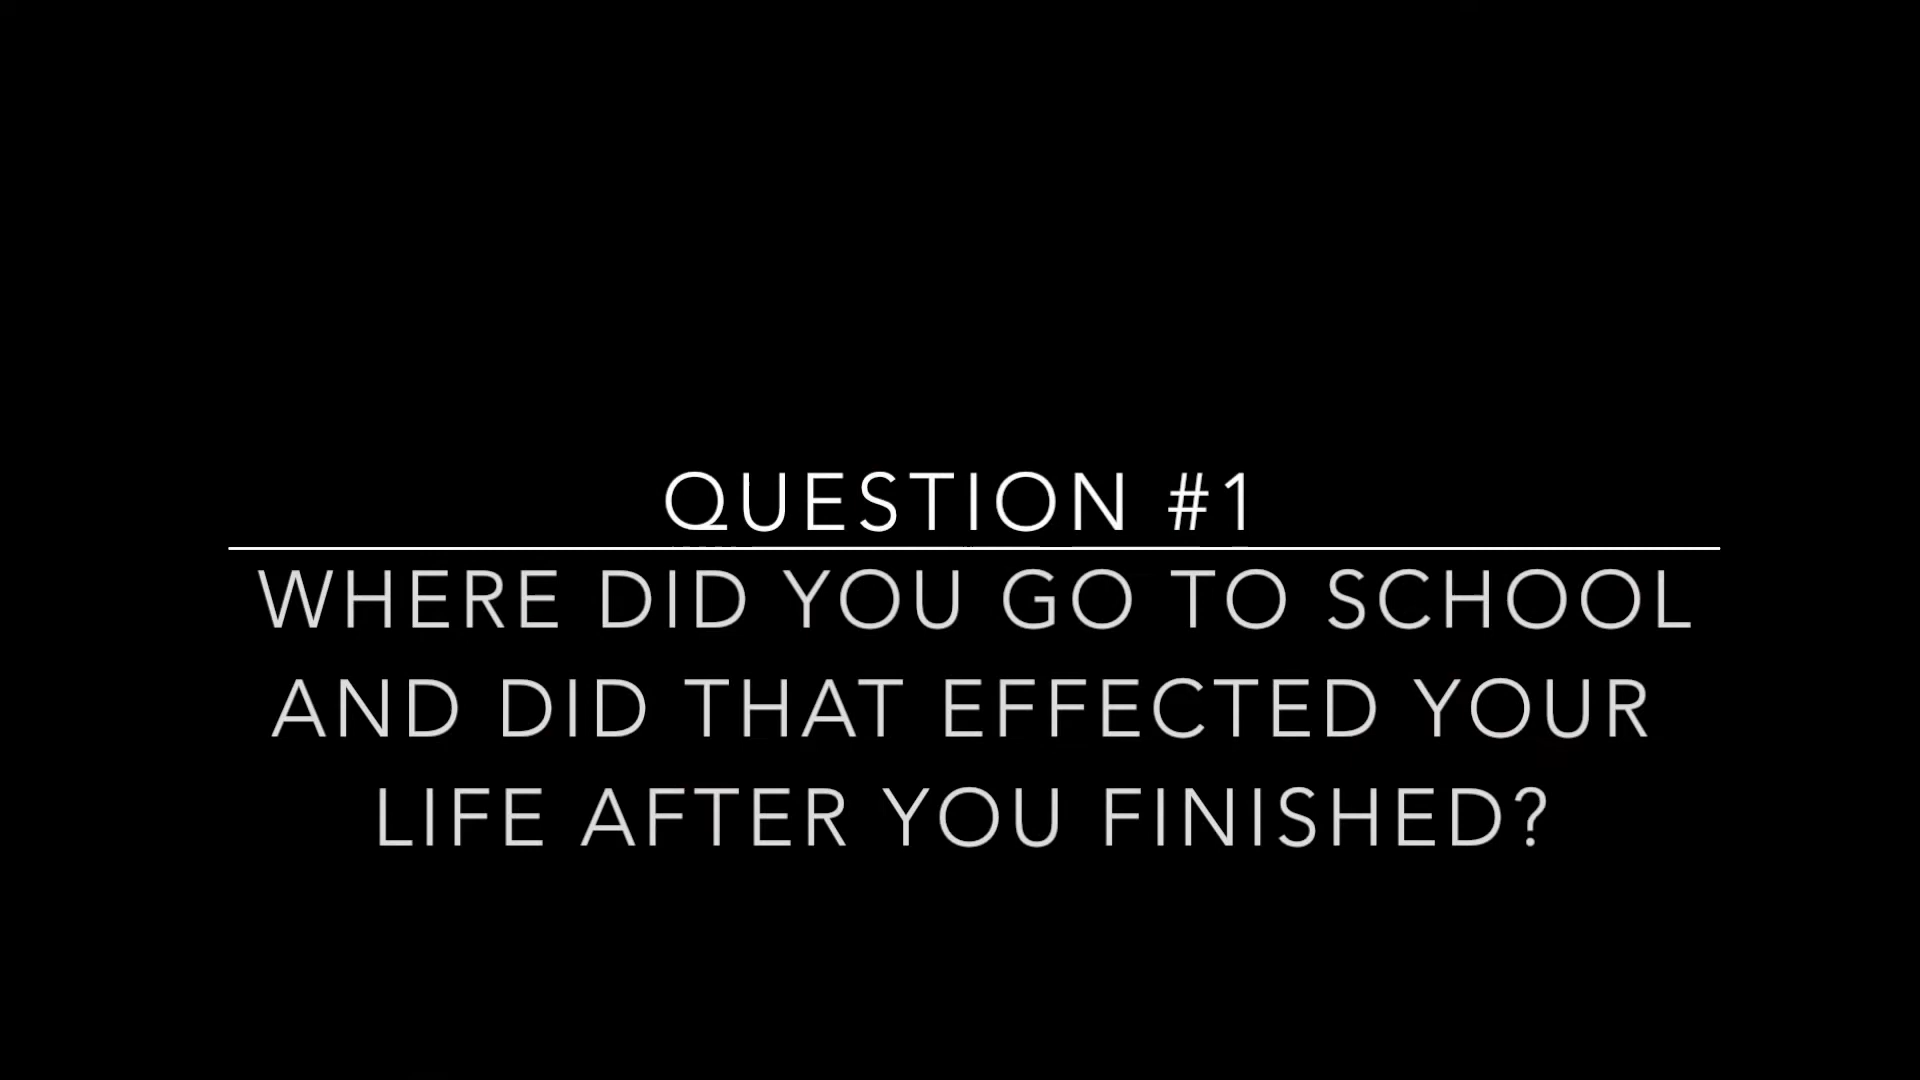 QUESTION #1
WHERE DID YOU GO TO SCHOOL
AND DID THAT EFFECTED YOUR
LIFE AFTER YOU FINISHED?